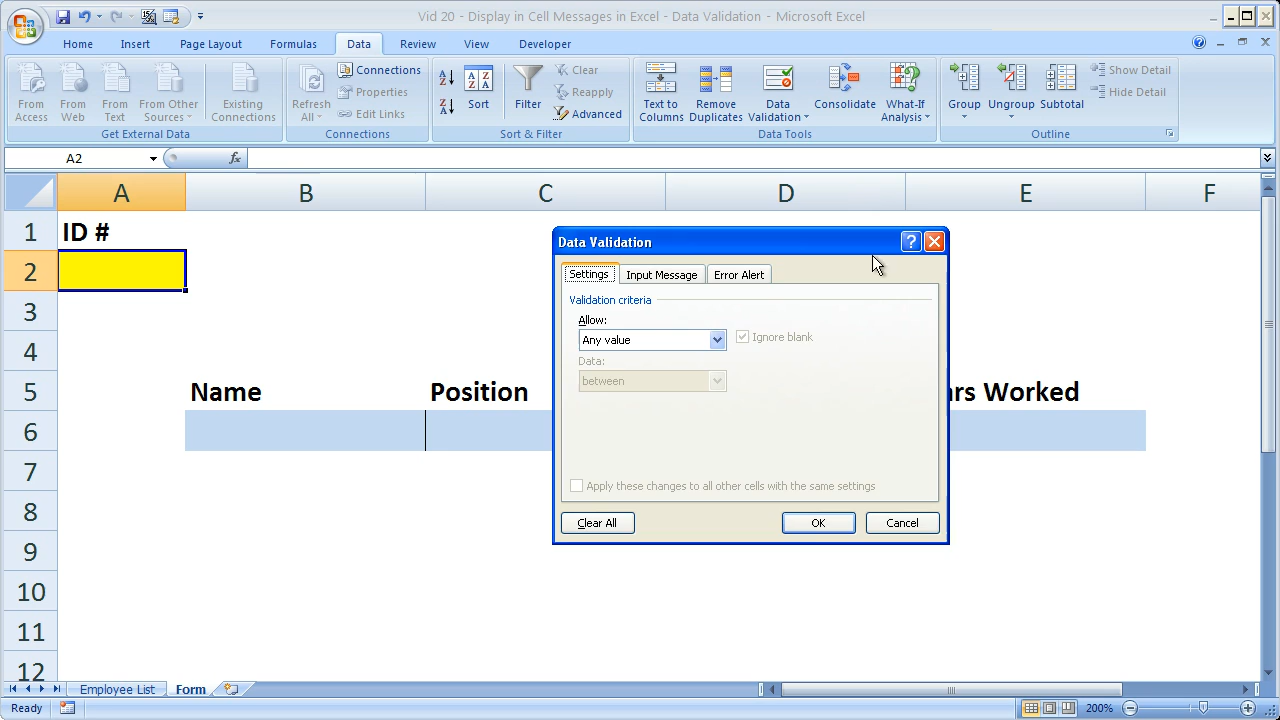 Vid 20 - Display in Cell Messages in Excel - Data Validation - Microsoft Excel
Home Insert Page Layout Formulas Data Review View Developer
From Access
From Web
From Text
From Other Sources
Existing Connections
Get External Data
Refresh All
Connections
Properties
Edit Links
Connections
Sort
Filter
Clear
Reapply
Advanced
Sort & Filter
Text to Columns
Remove Duplicates
Data Validation
Consolidate
What-If Analysis
Data Tools
Group
Ungroup
Subtotal
Show Detail
Hide Detail
Outline
A2 fx
A B C D E F
1 ID #
2
3
4
5 Name Position ars Worked
6
7
8
9
10
11
12
Data Validation
Settings Input Message Error Alert
Validation criteria
Allow:
Any value Ignore blank
Data:
between
Apply these changes to all other cells with the same settings
Clear All OK Cancel
Employee List Form
Ready 200%